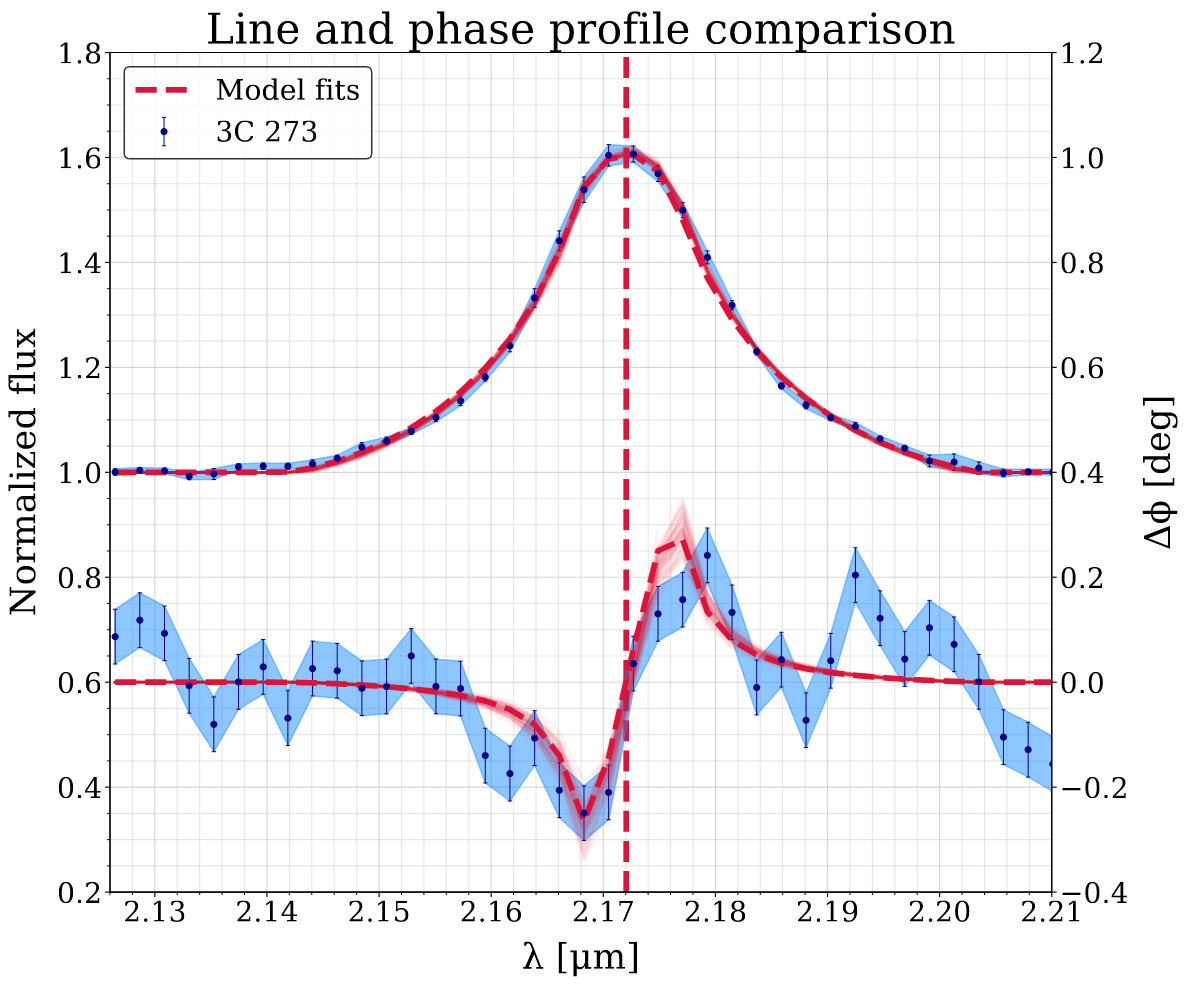 Line and phase profile comparison
Model fits
3C 273
Normalized flux
1.8
1.6
1.4
1.2
1.0
0.8
0.6
0.4
0.2
1.2
1.0
0.8
0.6
0.4
0.2
0.0
−0.2
−0.4
Δϕ [deg]
2.13 2.14 2.15 2.16 2.17 2.18 2.19 2.20 2.21
λ [μm]